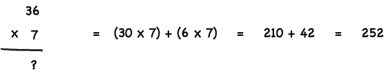 36
x 7 = (30 x 7) + (6 x 7) = 210 + 42 = 252
?